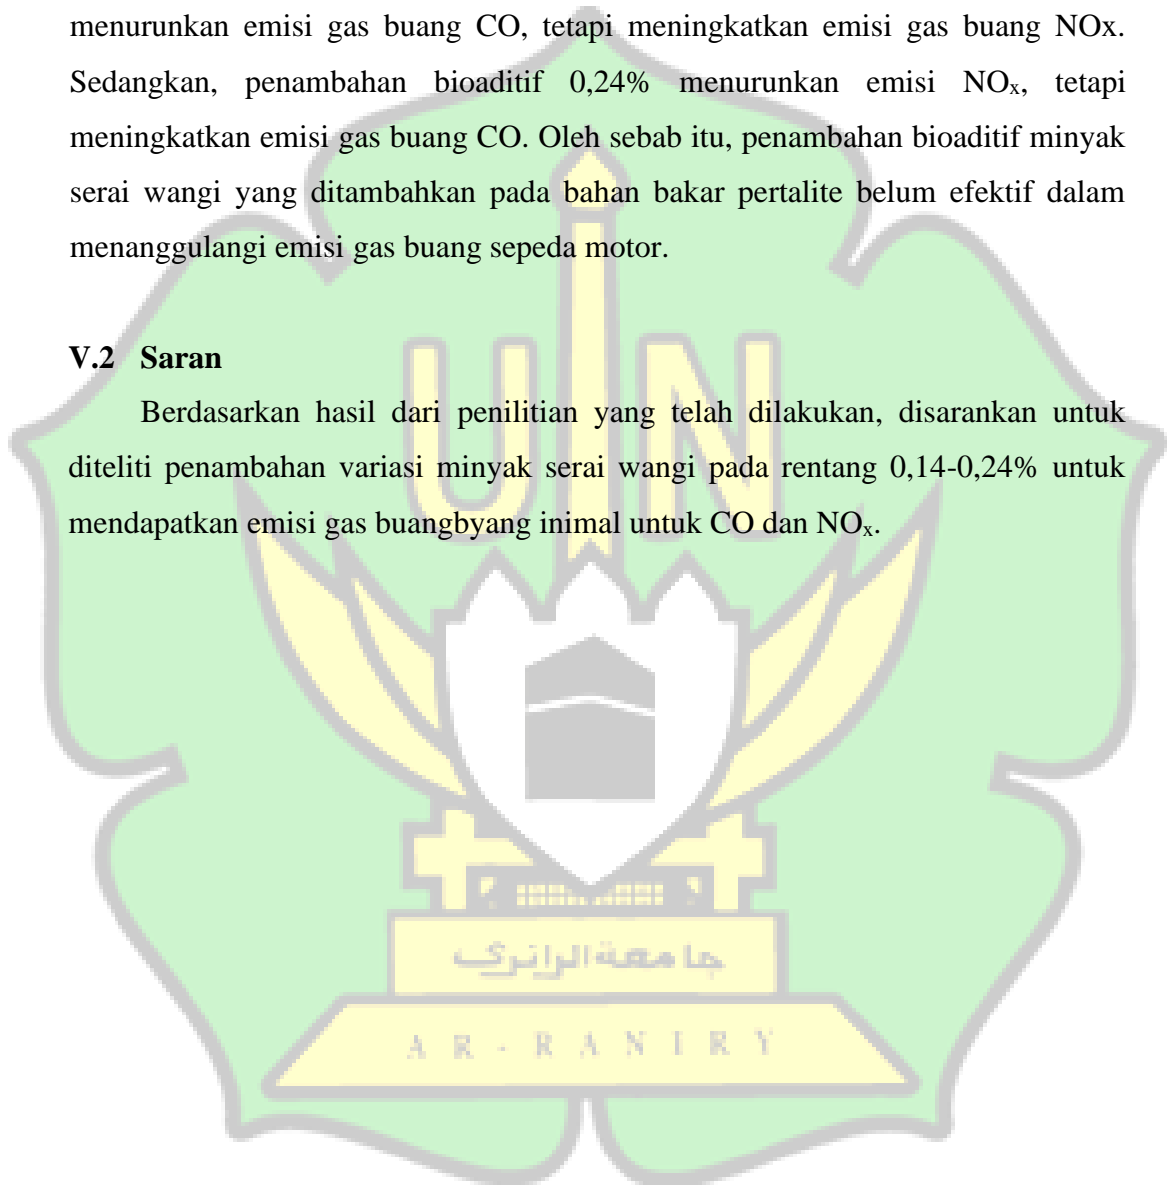 menurunkan emisi gas buang CO, tetapi meningkatkan emisi gas buang NOx.
Sedangkan, penambahan bioaditif 0,24% menurunkan emisi NOₓ, tetapi
meningkatkan emisi gas buang CO. Oleh sebab itu, penambahan bioaditif minyak
serai wangi yang ditambahkan pada bahan bakar pertalite belum efektif dalam
menanggulangi emisi gas buang sepeda motor.
V.2 Saran
Berdasarkan hasil dari penilitian yang telah dilakukan, disarankan untuk
diteliti penambahan variasi minyak serai wangi pada rentang 0,14-0,24% untuk
mendapatkan emisi gas buangbyang inimal untuk CO dan NOₓ.
UIN
جامعة الرانري
AR-RANIRY